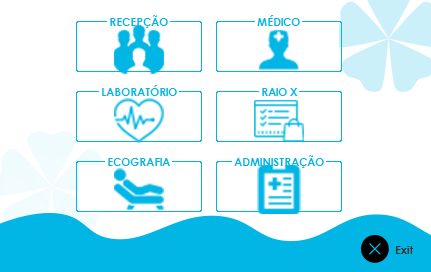 RECEPÇÃO
MÉDICO
LABORATÓRIO
RAIO X
ECOGRAFIA
ADMINISTRAÇÃO
Exit